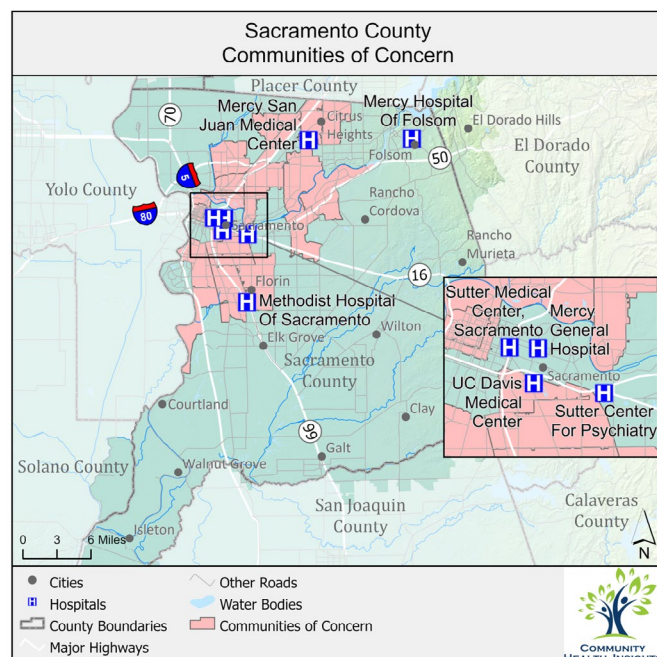 Sacramento County
Communities of Concern
Placer County
70
Mercy San
Juan Medical
Center
Citrus
Heights
Mercy Hospital
Of Folsom
Folsom
El Dorado Hills
El Dorado
County
50
5
Yolo County
80
Rancho
Cordova
Sacramento
Rancho
Murieta
16
Florin
Methodist Hospital
Of Sacramento
Wilton
Elk Grove
Sacramento
County
Sutter Medical
Center,
Sacramento
Mercy
General
Hospital
Sacramento
UC Davis
Medical
Center
Sutter Center
For Psychiatry
Courtland
Clay
99
Galt
Solano County
Walnut Grove
San Joaquin
County
Calaveras
County
Isleton
0 3 6 Miles
N
Cities
Hospitals
County Boundaries
Major Highways
Other Roads
Water Bodies
Communities of Concern
COMMUNITY
HEALTH INSIGHTS